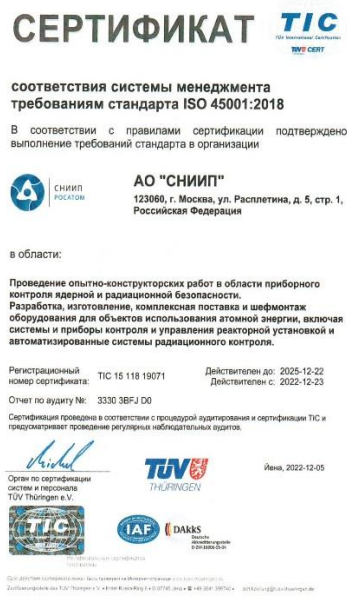 СЕРТИФИКАТ
TIC
TÜV International Certification
TÜV CERT
соответствия системы менеджмента
требованиям стандарта ISO 45001:2018
В соответствии с правилами сертификации подтверждено
выполнение требований стандарта в организации
СНИИП
РОСАТОМ
АО "СНИИП"
123060, г. Москва, ул. Расплетина, д. 5, стр. 1,
Российская Федерация
в области:
Проведение опытно-конструкторских работ в области приборного
контроля ядерной и радиационной безопасности.
Разработка, изготовление, комплексная поставка и шефмонтаж
оборудования для объектов использования атомной энергии, включая
системы и приборы контроля и управления реакторной установкой и
автоматизированные системы радиационного контроля.
Регистрационный
номер сертификата: TIC 15 118 19071
Действителен до: 2025-12-22
Действителен с: 2022-12-23
Отчет по аудиту №: 3330 3BFJ D0
Сертификация проведена в соответствии с процедурой аудитирования и сертификации TIC и
предусматривает проведение регулярных наблюдательных аудитов.
Орган по сертификации
систем и персонала
TÜV Thüringen e.V.
TÜV
THÜRINGEN
Йена, 2022-12-05
TIC
IAF
DAkkS
Deutsche
Akkreditierungsstelle